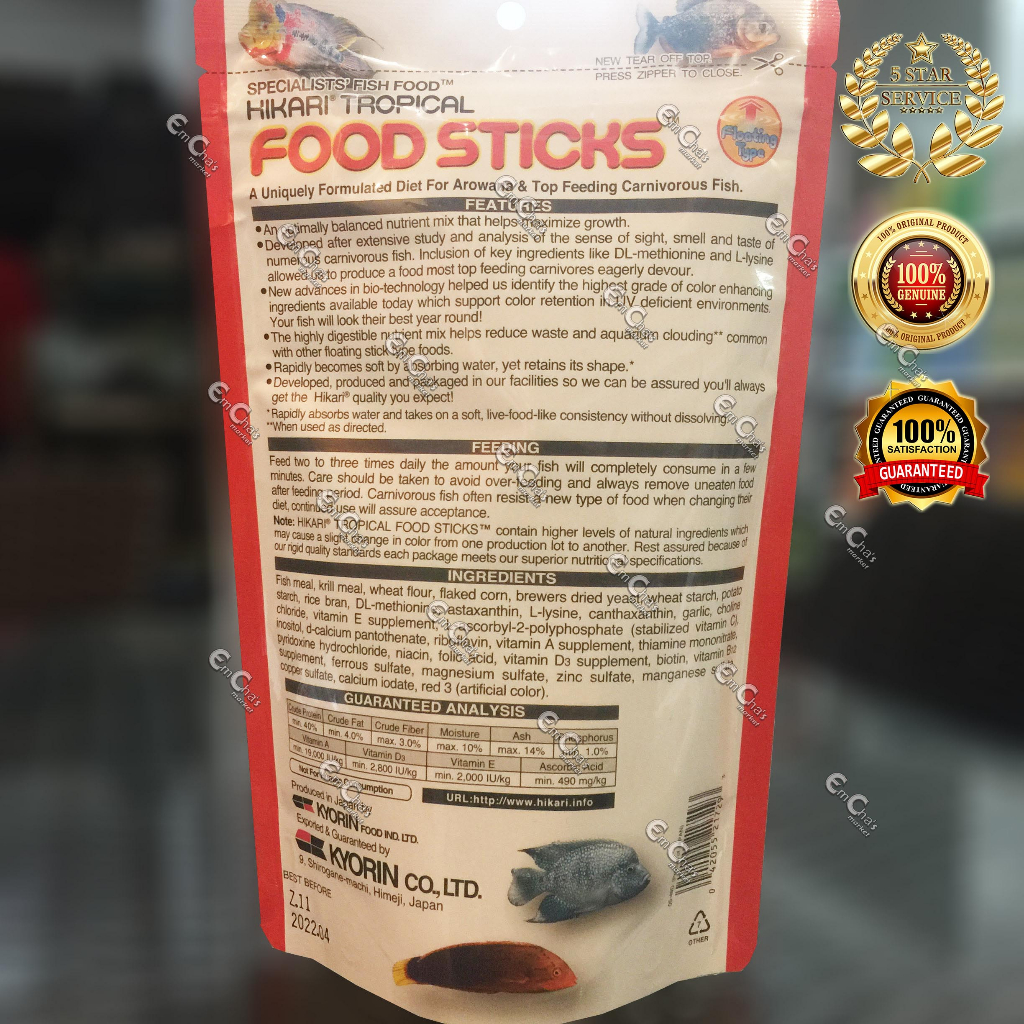 NEW TEAR OFF TOP.
PRESS ZIPPER TO CLOSE.
SPECIALISTS' FISH FOOD™
HIKARI® TROPICAL
FOOD STICKS
Floating
Type
A Uniquely Formulated Diet For Arowana & Top Feeding Carnivorous Fish.
FEATURES
• An optimally balanced nutrient mix that helps maximize growth.
• Developed after extensive study and analysis of the sense of sight, smell and taste of
numerous carnivorous fish. Inclusion of key ingredients like DL-methionine and L-lysine
allowed us to produce a food most top feeding carnivores eagerly devour.
• New advances in bio-technology helped us identify the highest grade of color enhancing
ingredients available today which support color retention in UV deficient environments.
Your fish will look their best year round!
• The highly digestible nutrient mix helps reduce waste and aquarium clouding** common
with other floating stick type foods.
• Rapidly becomes soft by absorbing water, yet retains its shape.*
• Developed, produced and packaged in our facilities so we can be assured you'll always
get the Hikari® quality you expect!
*Rapidly absorbs water and takes on a soft, live-food-like consistency without dissolving.
**When used as directed.
FEEDING
Feed two to three times daily the amount your fish will completely consume in a few
minutes. Care should be taken to avoid over-feeding and always remove uneaten food
after feeding period. Carnivorous fish often resist a new type of food when changing their
diet, continued use will assure acceptance.
Note: HIKARI® TROPICAL FOOD STICKS™ contain higher levels of natural ingredients which
may cause a slight change in color from one production lot to another. Rest assured because of
our rigid quality standards each package meets our superior nutritional specifications.
INGREDIENTS
Fish meal, krill meal, wheat flour, flaked corn, brewers dried yeast, wheat starch, potato
starch, rice bran, DL-methionine, astaxanthin, L-lysine, canthaxanthin, garlic, choline
chloride, vitamin E supplement, L-ascorbyl-2-polyphosphate (stabilized vitamin C),
inositol, d-calcium pantothenate, riboflavin, vitamin A supplement, thiamine mononitrate,
pyridoxine hydrochloride, niacin, folic acid, vitamin D3 supplement, biotin, vitamin B12
supplement, ferrous sulfate, magnesium sulfate, zinc sulfate, manganese sulfate,
copper sulfate, calcium iodate, red 3 (artificial color).
GUARANTEED ANALYSIS
Crude Protein Crude Fat Crude Fiber Moisture Ash Phosphorus
min. 40% min. 4.0% max. 3.0% max. 10% max. 14% min. 1.0%
Vitamin A Vitamin D3 Vitamin E Ascorbic Acid
min. 19,000 IU/kg min. 2,800 IU/kg min. 2,000 IU/kg min. 490 mg/kg
Not For Human Consumption
URL:http://www.hikari.info
Produced in Japan by
KYORIN FOOD IND. LTD.
Exported & Guaranteed by
KYORIN CO., LTD.
9, Shirogane-machi, Himeji, Japan
BEST BEFORE
Z.11
2022.04
7
OTHER
5 STAR
SERVICE
100% ORIGINAL PRODUCT
100%
GENUINE
100% ORIGINAL PRODUCT
GUARANTEED GUARANTEED GUARANTEED
100%
SATISFACTION
GUARANTEED
EmCha's
market